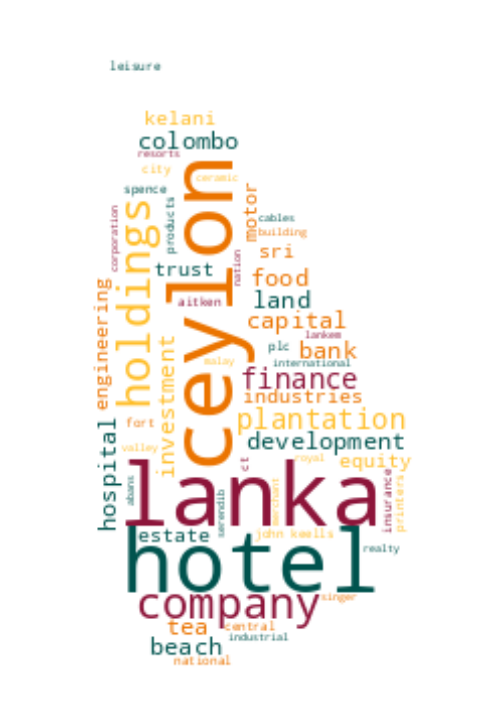 leisure
kelani
colombo
resorts
city
ceramic
spence
ceylon
holdings
products
motor
cables
building
corporation
sri
trust
nation
food
engineering
aitken
land
capital
lankem
plc
bank
international
investment
malay
finance
industries
fort
plantation
hospital
development
valley
ct
royal
equity
lanka
abans
serendib
merchant
insurance
printers
estate
john keells
hotel
realty
company
singer
tea
central
industrial
beach
national